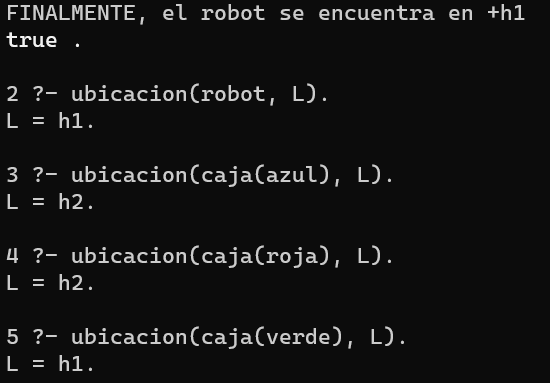 FINALMENTE, el robot se encuentra en +h1
true .
2 ?- ubicacion(robot, L).
L = h1.
3 ?- ubicacion(caja(azul), L).
L = h2.
4 ?- ubicacion(caja(roja), L).
L = h2.
5 ?- ubicacion(caja(verde), L).
L = h1.